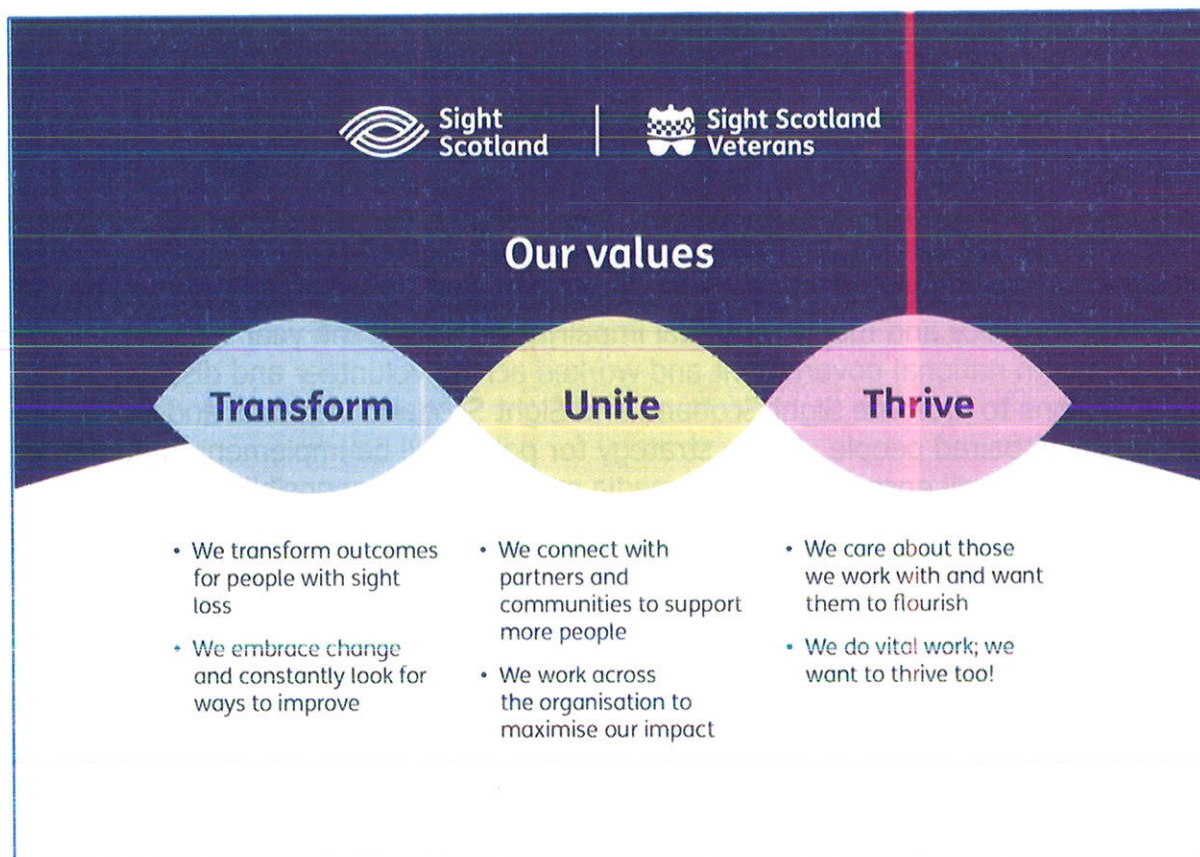 Sight
Scotland
Sight Scotland
Veterans
Our values
Transform
Unite
Thrive
• We transform outcomes
for people with sight
loss
• We embrace change
and constantly look for
ways to improve
• We connect with
partners and
communities to support
more people
• We work across
the organisation to
maximise our impact
• We care about those
we work with and want
them to flourish
• We do vital work; we
want to thrive too!